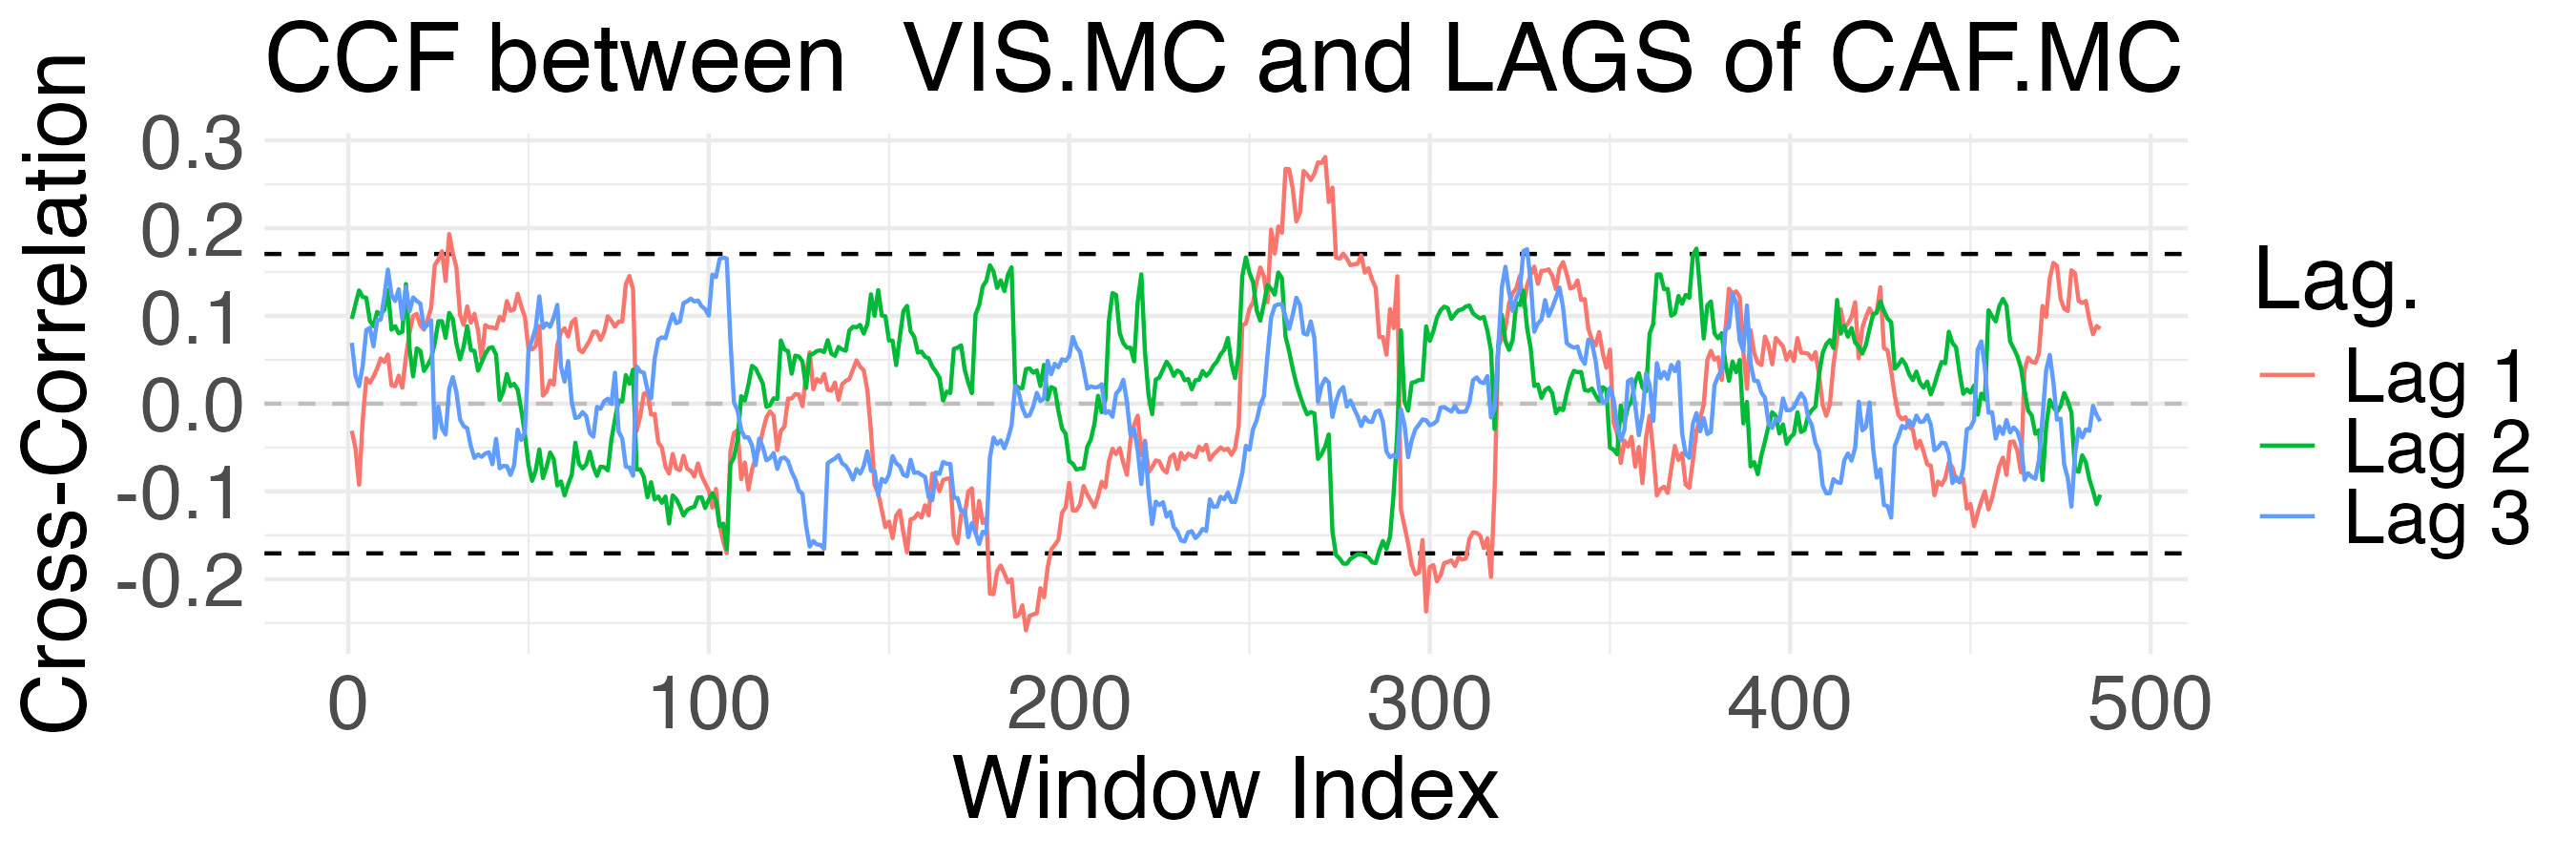 CCF between  VIS.MC and LAGS of CAF.MC
Cross-Correlation
0.3
0.2
0.1
0.0
-0.1
-0.2
0
100
200
300
400
500
Window Index
Lag.
Lag 1
Lag 2
Lag 3